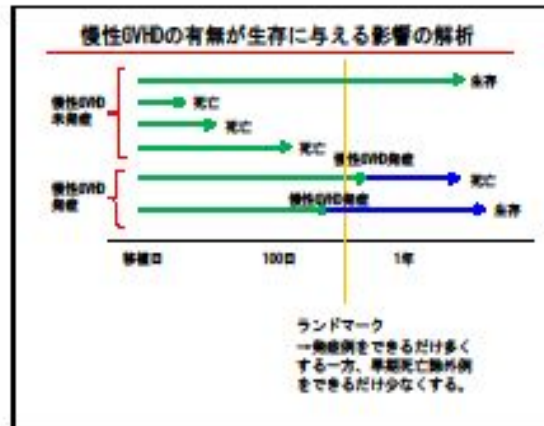 慢性GVHDの有無が生存に与える影響の解析
生存
慢性GVHD
未発症
死亡
死亡
死亡
慢性GVHD発症
慢性GVHD
発症
死亡
慢性GVHD発症
生存
移植日
100日
1年
ランドマーク
―発症例をできるだけ多く
する一方、早期死亡除外例
をできるだけ少なくする。